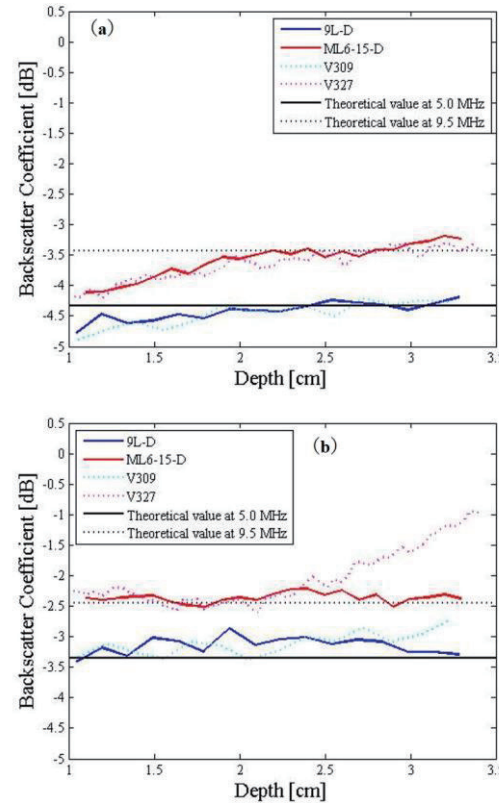 (a)
9L-D
ML6-15-D
V309
V327
Theoretical value at 5.0 MHz
Theoretical value at 9.5 MHz
Backscatter Coefficient [dB]
0.5
0
-0.5
-1
-1.5
-2
-2.5
-3
-3.5
-4
-4.5
-5
1 1.5 2 2.5 3 3.5
Depth [cm]
(b)
9L-D
ML6-15-D
V309
V327
Theoretical value at 5.0 MHz
Theoretical value at 9.5 MHz
Backscatter Coefficient [dB]
0.5
0
-0.5
-1
-1.5
-2
-2.5
-3
-3.5
-4
-4.5
-5
1 1.5 2 2.5 3 3.5
Depth [cm]